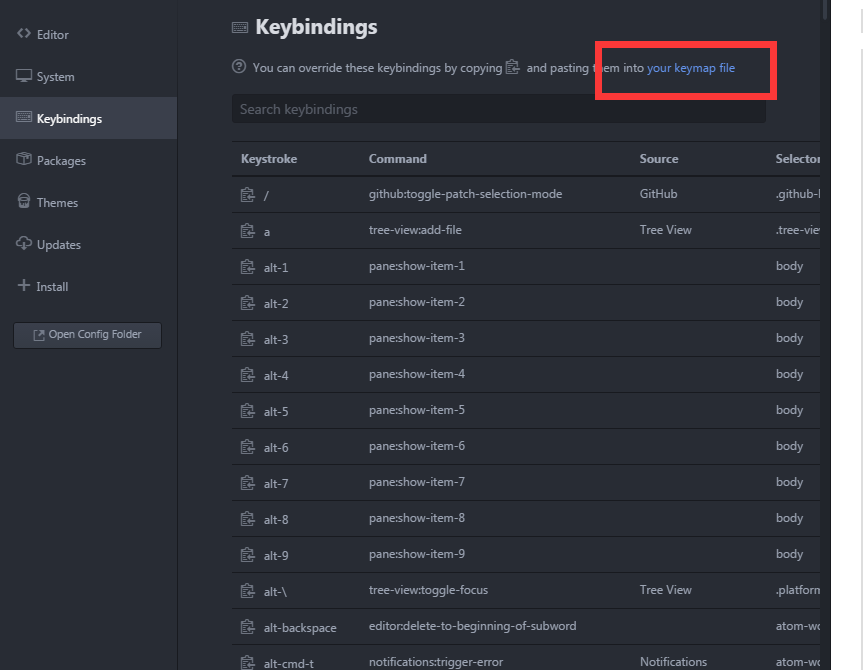 Editor
System
Keybindings
Packages
Themes
Updates
Install
Open Config Folder
Keybindings
You can override these keybindings by copying and pasting them into your keymap file
Search keybindings
Keystroke Command Source Selector
/ github:toggle-patch-selection-mode GitHub .github-
a tree-view:add-file Tree View .tree-vie
alt-1 pane:show-item-1 body
alt-2 pane:show-item-2 body
alt-3 pane:show-item-3 body
alt-4 pane:show-item-4 body
alt-5 pane:show-item-5 body
alt-6 pane:show-item-6 body
alt-7 pane:show-item-7 body
alt-8 pane:show-item-8 body
alt-9 pane:show-item-9 body
alt-\ tree-view:toggle-focus Tree View .platform
alt-backspace editor:delete-to-beginning-of-subword atom-wo
alt-cmd-t notifications:trigger-error Notifications atom-wo